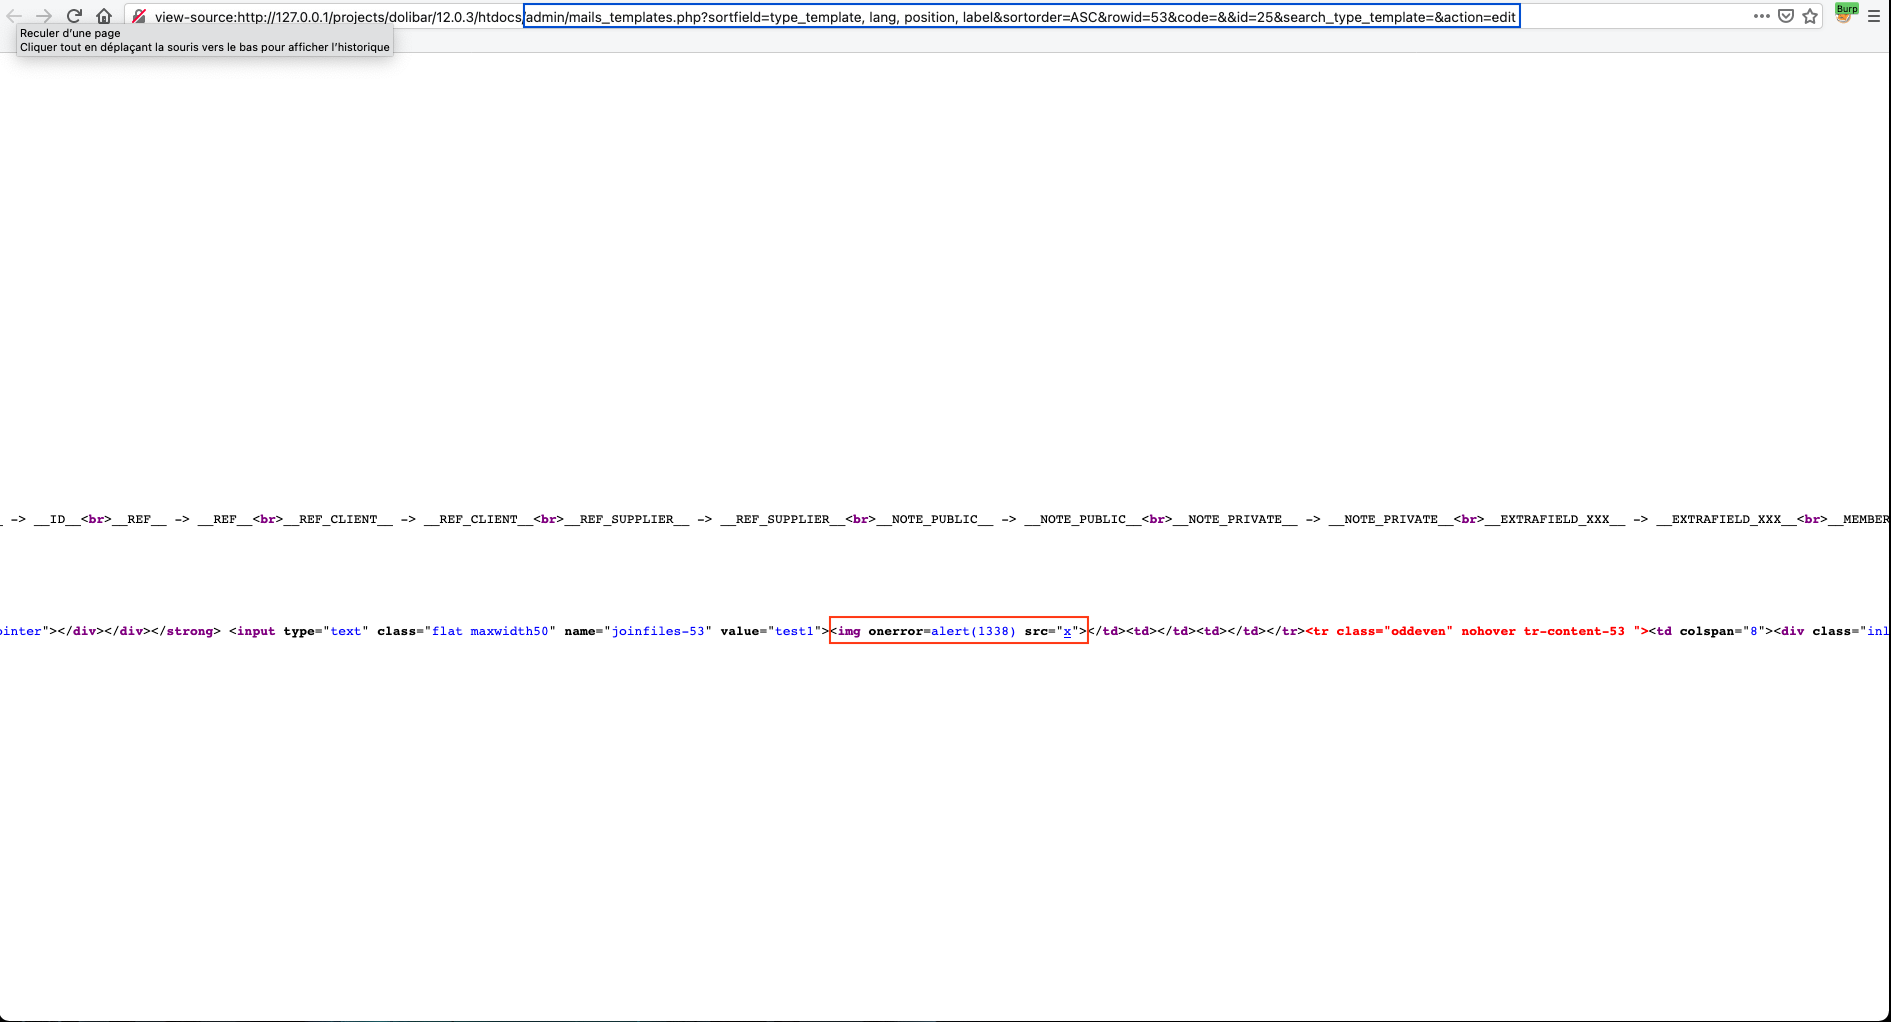 view-source:http://127.0.0.1/projects/dolibar/12.0.3/htdocs/admin/mails_templates.php?sortfield=type_template, lang, position, label&sortorder=ASC&rowid=53&code=&&id=25&search_type_template=&action=edit
Burp
Reculer d’une page
Cliquer tout en déplaçant la souris vers le bas pour afficher l’historique
_ -> __ID__<br>__REF__ -> __REF__<br>__REF_CLIENT__ -> __REF_CLIENT__<br>__REF_SUPPLIER__ -> __REF_SUPPLIER__<br>__NOTE_PUBLIC__ -> __NOTE_PUBLIC__<br>__NOTE_PRIVATE__ -> __NOTE_PRIVATE__<br>__EXTRAFIELD_XXX__ -> __EXTRAFIELD_XXX__<br>__MEMBER
ointer"></div></div></strong> <input type="text" class="flat maxwidth50" name="joinfiles-53" value="test1"><img onerror=alert(1338) src="x"></td><td></td><td></td></tr><tr class="oddeven" nohover tr-content-53 "><td colspan="8"><div class="inl